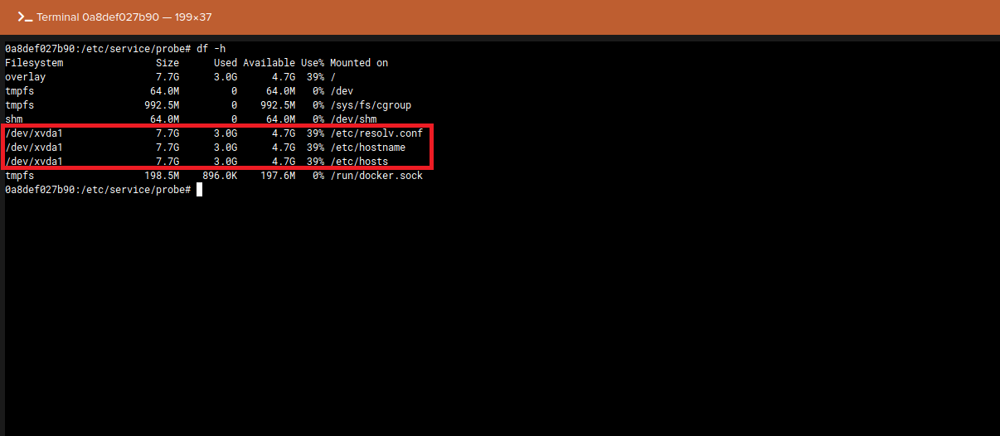 Terminal 0a8def027b90 — 199×37
0a8def027b90:/etc/service/probe# df -h
Filesystem                Size      Used Available Use% Mounted on
overlay                   7.7G      3.0G      4.7G  39% /
tmpfs                    64.0M         0     64.0M   0% /dev
tmpfs                   992.5M         0    992.5M   0% /sys/fs/cgroup
shm                      64.0M         0     64.0M   0% /dev/shm
/dev/xvda1                7.7G      3.0G      4.7G  39% /etc/resolv.conf
/dev/xvda1                7.7G      3.0G      4.7G  39% /etc/hostname
/dev/xvda1                7.7G      3.0G      4.7G  39% /etc/hosts
tmpfs                   198.5M    896.0K    197.6M   0% /run/docker.sock
0a8def027b90:/etc/service/probe#